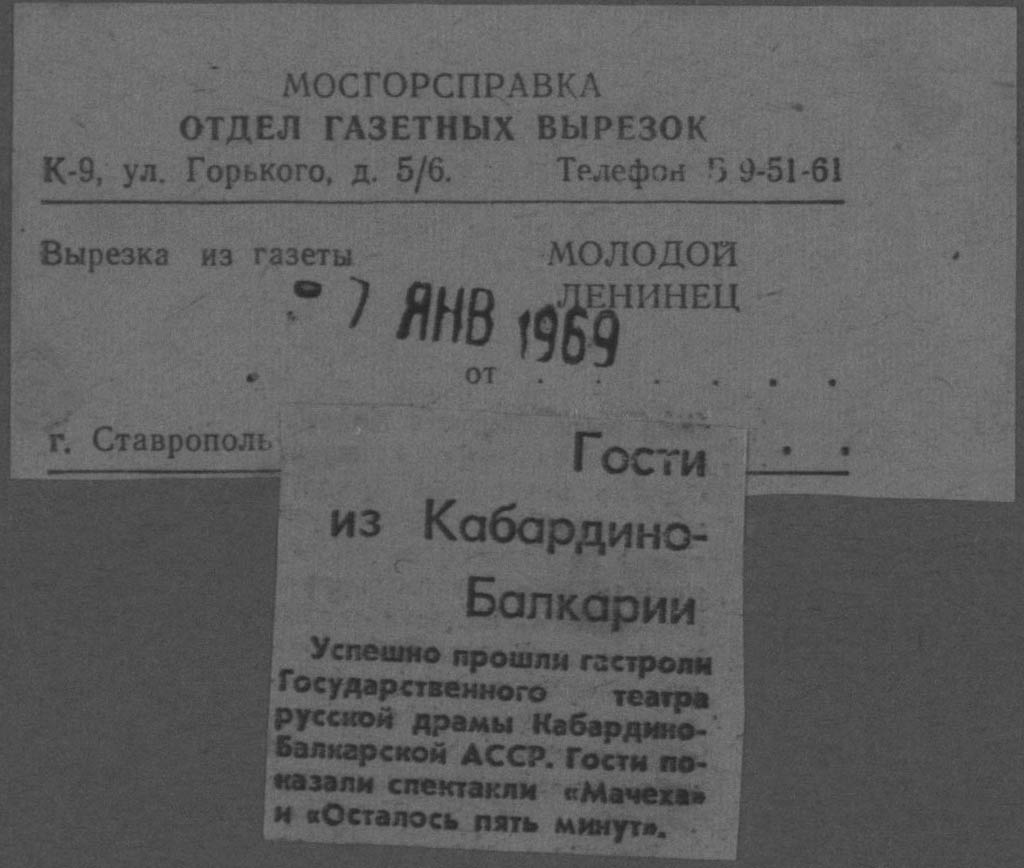 МОСГОРСПРАВКА
ОТДЕЛ ГАЗЕТНЫХ ВЫРЕЗОК
К-9, ул. Горького, д. 5/6. Телефон Б 9-51-61
Вырезка из газеты
МОЛОДОЙ
ЛЕНИНЕЦ
- 7 ЯНВ 1969
от . . . . . .
г. Ставрополь . .
Гости
из Кабардино-
Балкарии
Успешно прошли гастроли
Государственного театра
русской драмы Кабардино-
Балкарской АССР. Гости по-
казали спектакли «Мачеха»
и «Осталось пять минут».